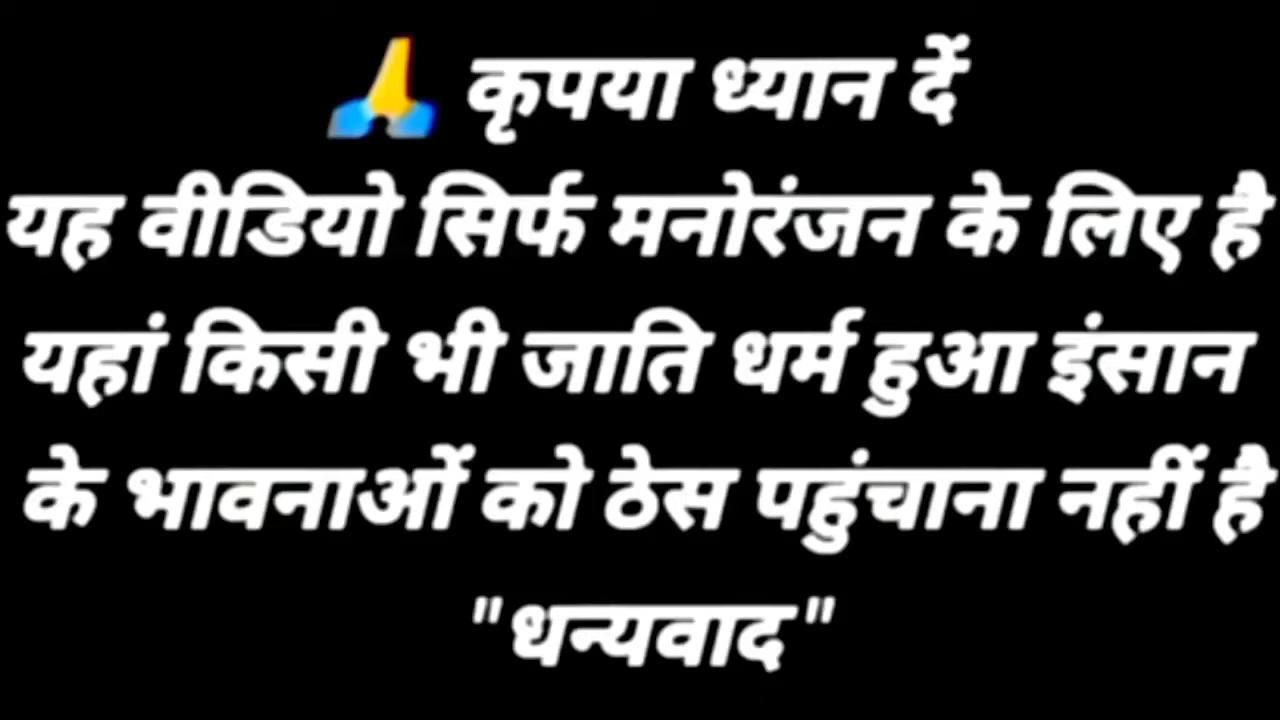 🙏 कृपया ध्यान दें
यह वीडियो सिर्फ मनोरंजन के लिए है
यहां किसी भी जाति धर्म हुआ इंसान
के भावनाओं को ठेस पहुंचाना नहीं है
"धन्यवाद"